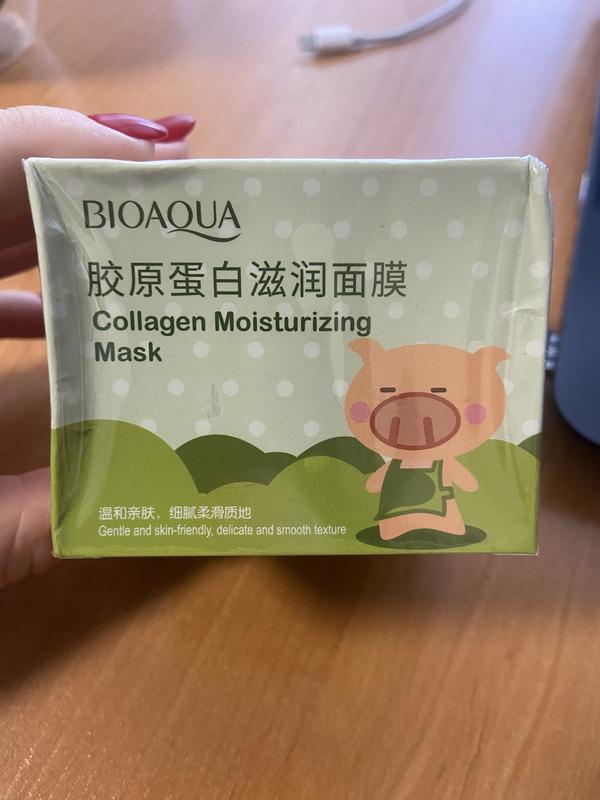 BIOAQUA
胶原蛋白滋润面膜
Collagen Moisturizing
Mask
温和亲肤，细腻柔滑质地
Gentle and skin-friendly, delicate and smooth texture